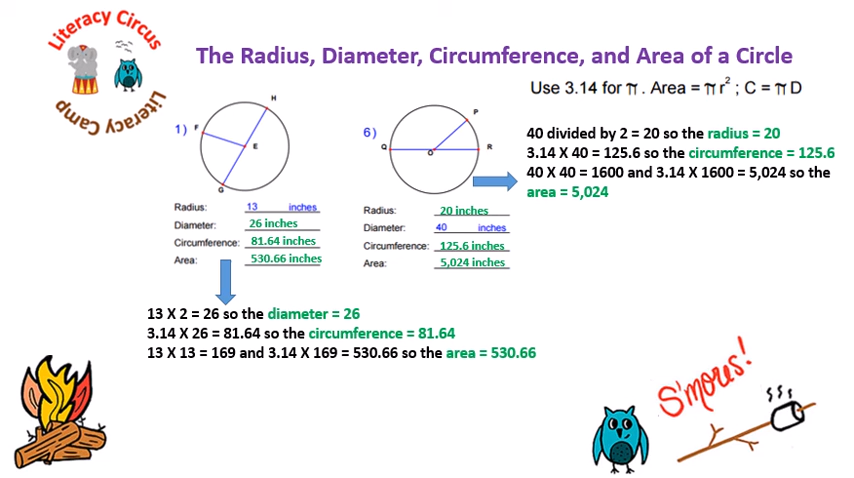 Literacy Circus
Literacy Camp
The Radius, Diameter, Circumference, and Area of a Circle
Use 3.14 for π. Area = πr² ; C = πD
1)
H
F
E
G
Radius: 13 inches
Diameter: 26 inches
Circumference: 81.64 inches
Area: 530.66 inches
6)
P
Q
O
R
Radius: 20 inches
Diameter: 40 inches
Circumference: 125.6 inches
Area: 5,024 inches
40 divided by 2 = 20 so the radius = 20
3.14 X 40 = 125.6 so the circumference = 125.6
40 X 40 = 1600 and 3.14 X 1600 = 5,024 so the
area = 5,024
13 X 2 = 26 so the diameter = 26
3.14 X 26 = 81.64 so the circumference = 81.64
13 X 13 = 169 and 3.14 X 169 = 530.66 so the area = 530.66
S'mores!